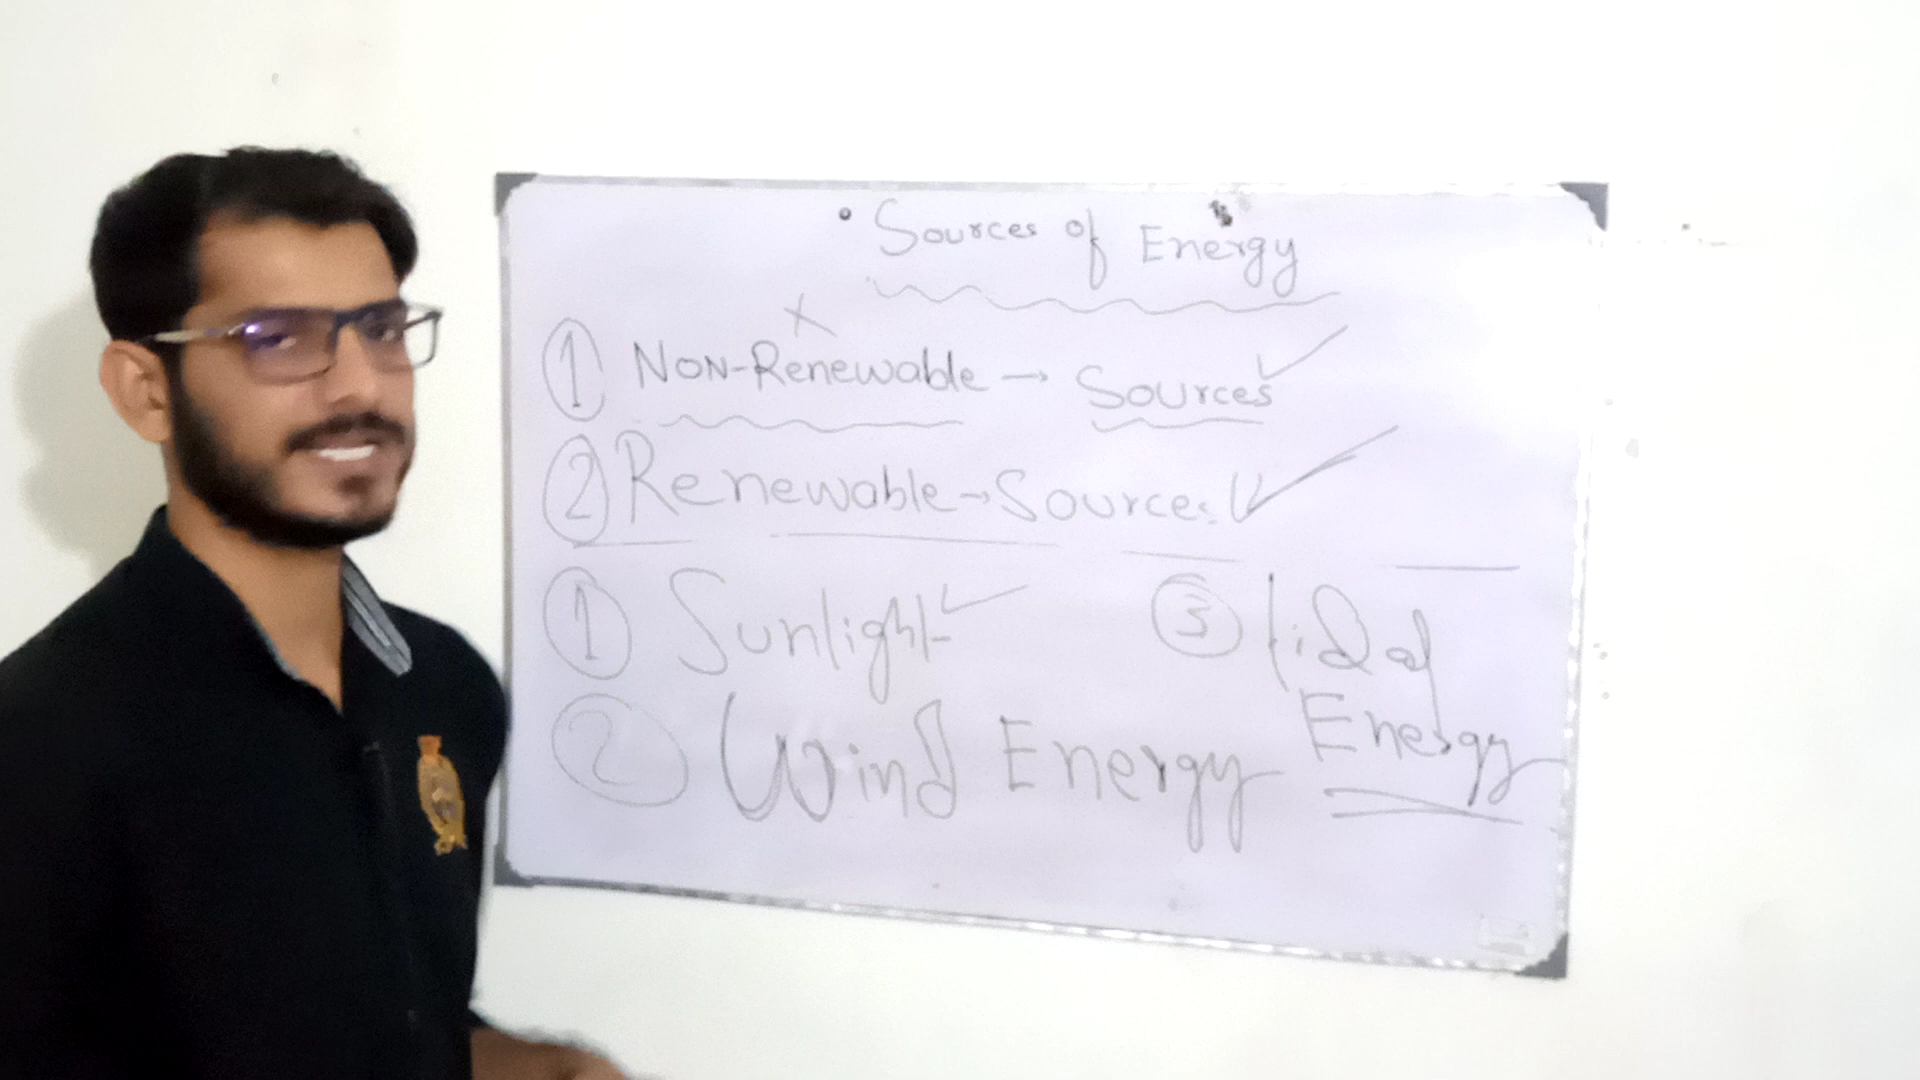 • Sources of Energy
① Non-Renewable → Sources ✓
② Renewable → Sources ✓
① Sunlight ✓
② Wind Energy
③ Tidal
Energy